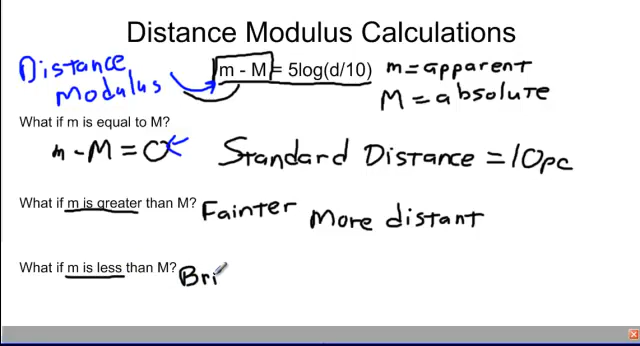 Distance Modulus Calculations
Distance
Modulus
m - M = 5log(d/10)
m = apparent
M = absolute
What if m is equal to M?
m - M = 0
Standard Distance = 10pc
What if m is greater than M? Fainter More distant
What if m is less than M? Bri